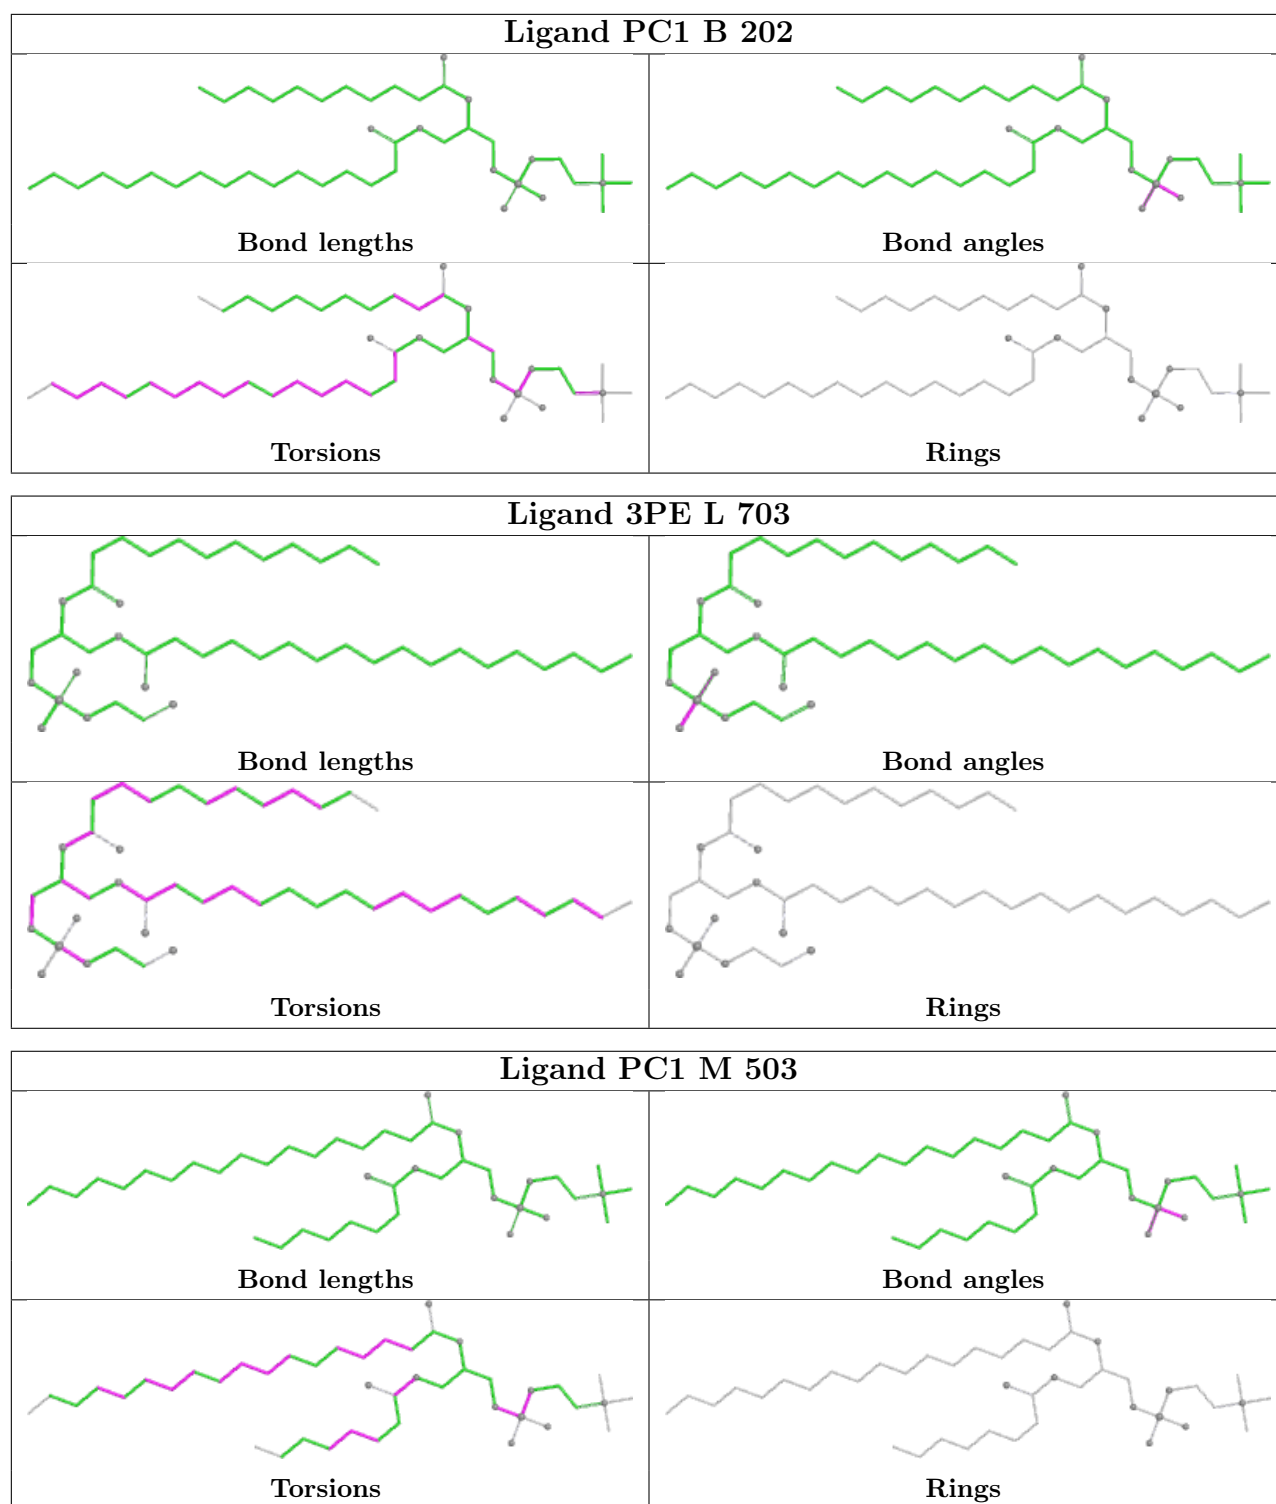 Ligand PC1 B 202
Bond lengths
Bond angles
Torsions
Rings
Ligand 3PE L 703
Bond lengths
Bond angles
Torsions
Rings
Ligand PC1 M 503
Bond lengths
Bond angles
Torsions
Rings